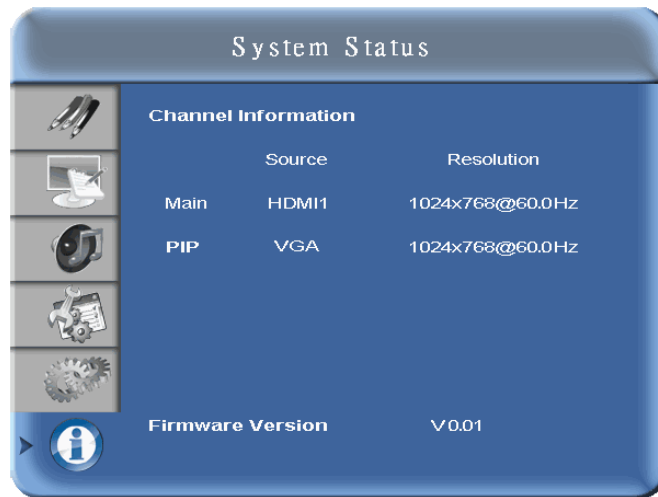 System Status
Channel Information
Source Resolution
Main HDMI1 1024x768@60.0Hz
PIP VGA 1024x768@60.0Hz
Firmware Version V0.01